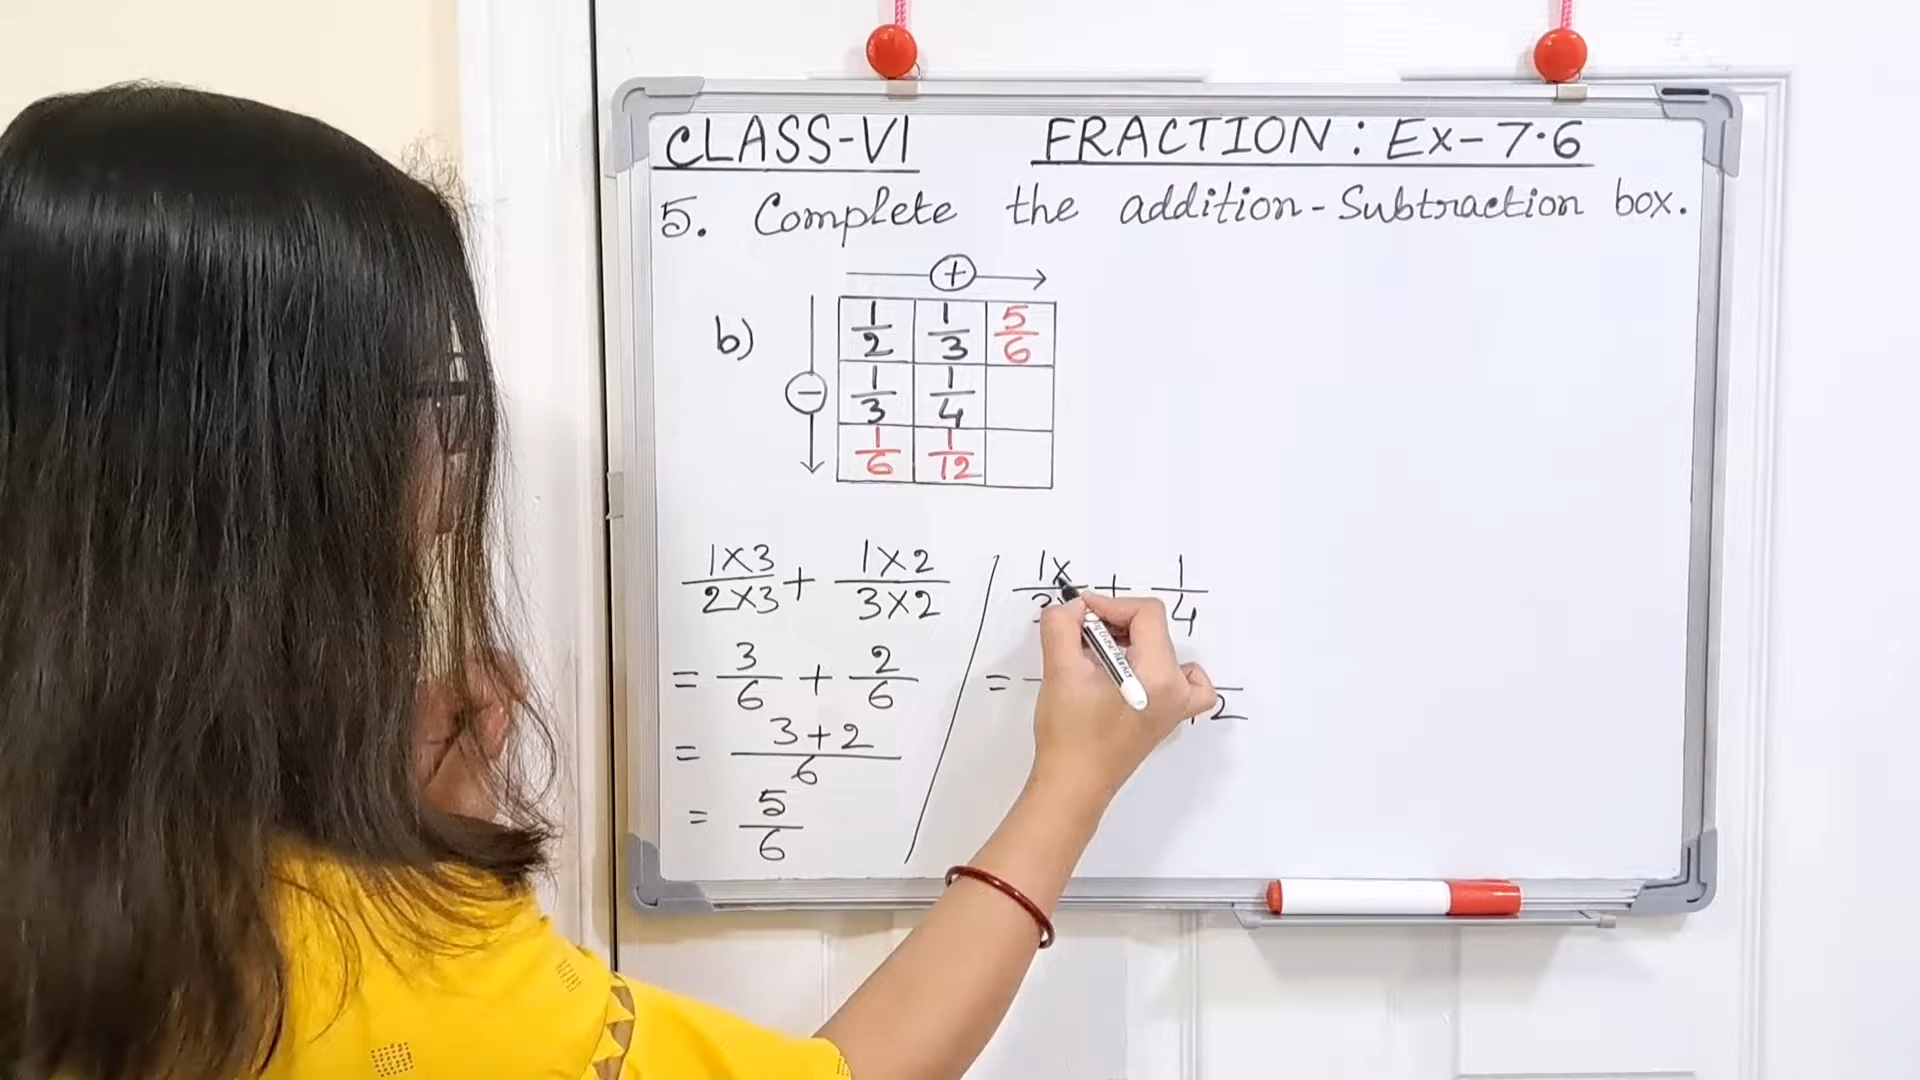 CLASS-VI FRACTION : Ex-7.6
5. Complete the addition-Subtraction box.
+
b)
1/2 1/3 5/6
-
1/3 1/4
1/6 1/12
1×3/2×3 + 1×2/3×2 / 1×/3× + 1/4
= 3/6 + 2/6 =
= 3+2/6
= 5/6